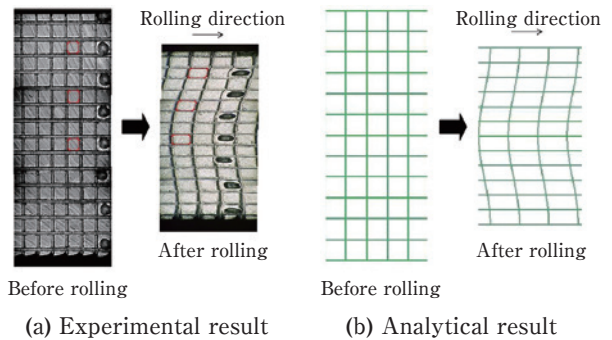 Rolling direction
Rolling direction
After rolling
After rolling
Before rolling
Before rolling
(a) Experimental result
(b) Analytical result